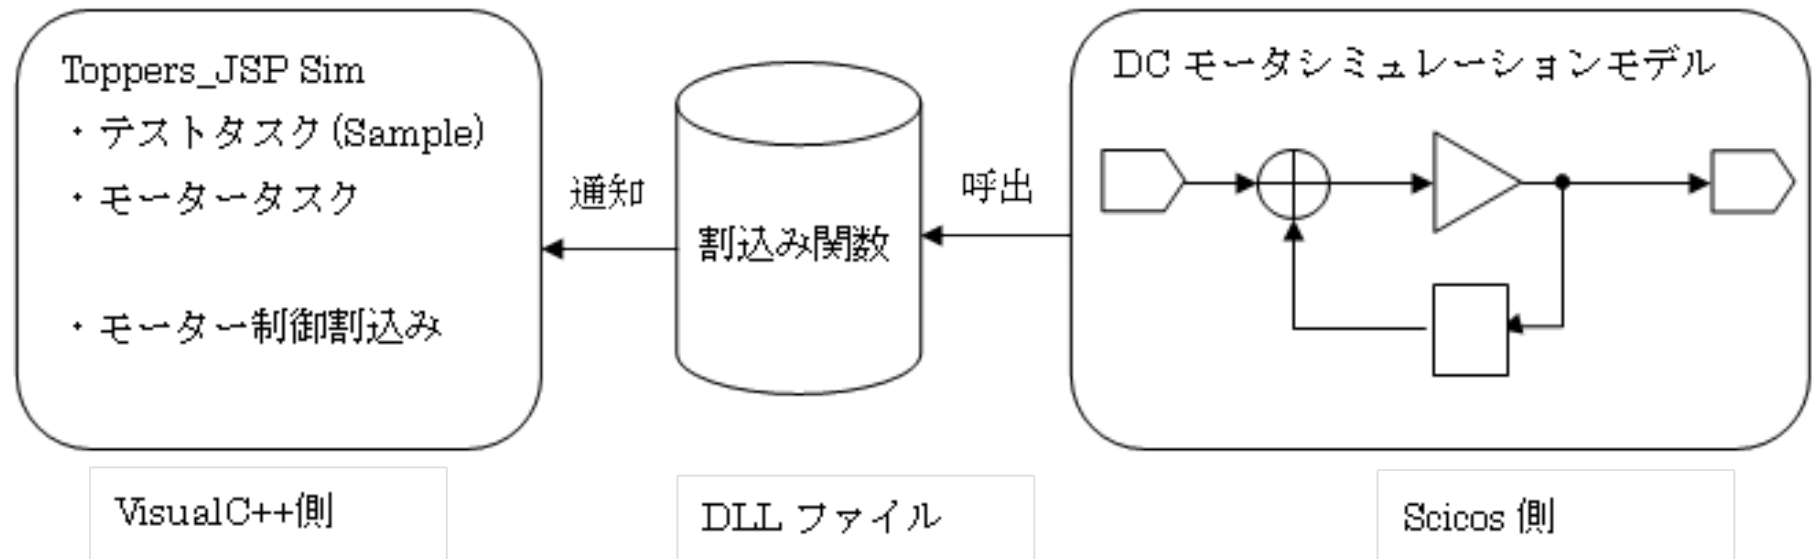 Toppers_JSP Sim
・テストタスク(Sample)
・モータータスク
・モーター制御割込み
通知
割込み関数
呼出
DC モータシミュレーションモデル
VisualC++側
DLL ファイル
Scicos 側